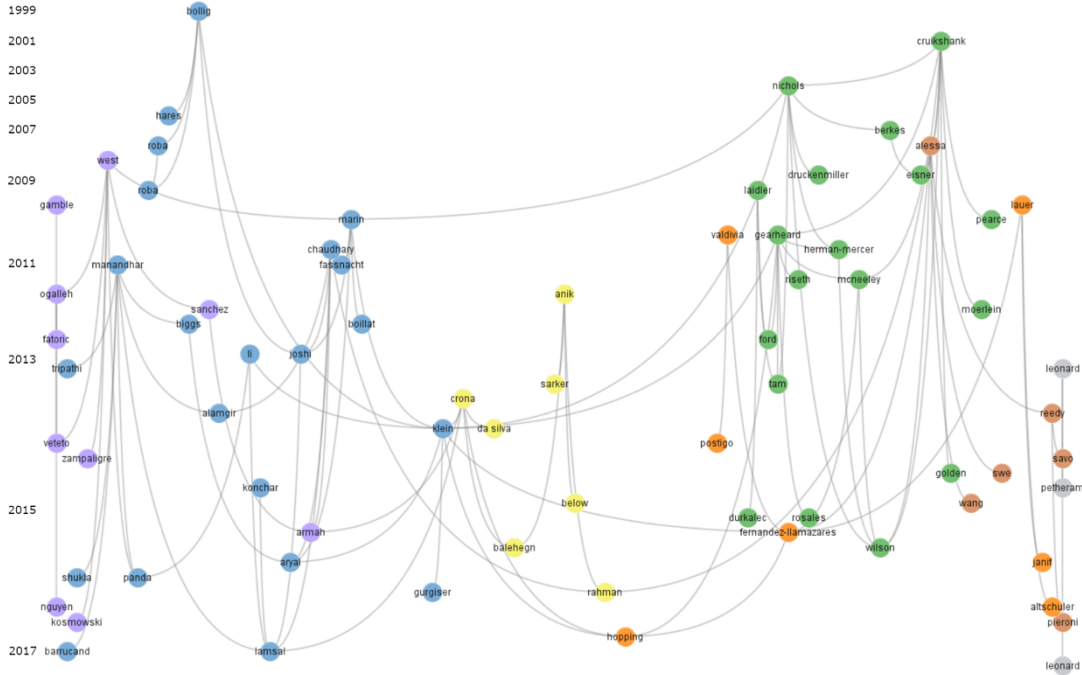 1999
bollig
2001
cruikshank
2003
nichols
2005
hares
2007
berkes
roba
alessa
west
druckenmiller
eisner
2009
roba
laidler
gamble
lauer
marin
pearce
valdivia
gearheard
chaudhary
herman-mercer
2011
manandhar
fassnacht
riseth
mcneeley
ogalleh
anik
sanchez
moerlein
biggs
boillat
fatoric
ford
li
joshi
2013
tripathi
leonard
sarker
tam
crona
alamgir
reedy
klein
da silva
veteto
postigo
zampaligre
savo
golden
swe
konchar
petheram
below
wang
2015
durkalec
rosales
armah
fernandez-llamazares
balehegn
wilson
aryal
janif
shukla
panda
gurgiser
rahman
nguyen
altschuler
kosmowski
pieroni
hopping
2017
barrucand
lamsal
leonard